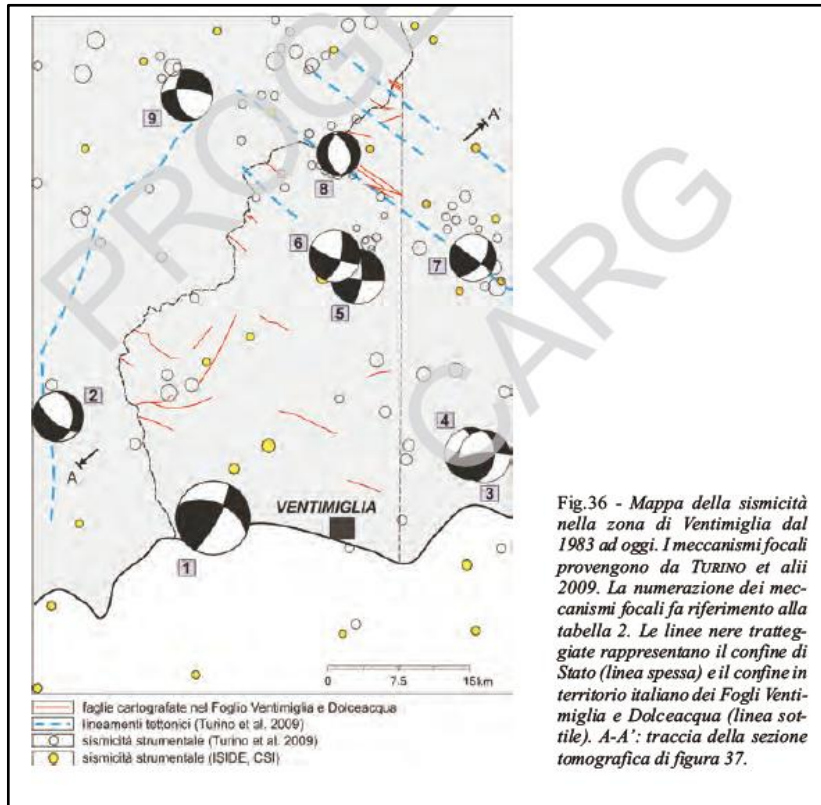 PROGE
CARG
9
A'
8
6
7
5
2
4
A
3
VENTIMIGLIA
1
0 7.5 15km
faglie cartografate nel Foglio Ventimiglia e Dolceacqua
lineamenti tettonici (Turino et al. 2009)
sismicità strumentale (Turino et al. 2009)
sismicità strumentale (ISIDE, CSI)
Fig.36 - Mappa della sismicità
nella zona di Ventimiglia dal
1983 ad oggi. I meccanismi focali
provengono da TURINO et alii
2009. La numerazione dei mec-
canismi focali fa riferimento alla
tabella 2. Le linee nere tratteg-
giate rappresentano il confine di
Stato (linea spessa) e il confine in
territorio italiano dei Fogli Venti-
miglia e Dolceacqua (linea sot-
tile). A-A': traccia della sezione
tomografica di figura 37.